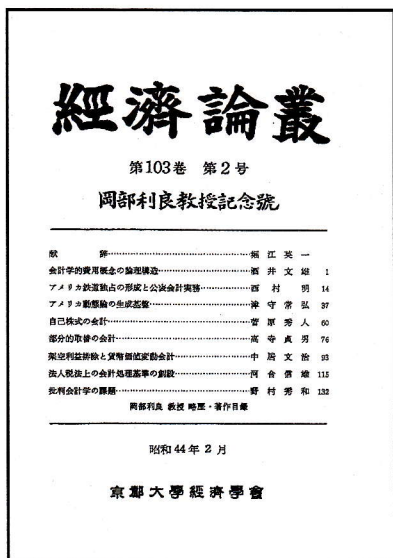 經濟論叢
第103巻 第2号
岡部利良教授記念號
献辞…………堀江英一
会計学的費用概念の論理構造…………酒井文雄 1
アメリカ鉄道独占の形成と公表会計実務…………西村明 14
アメリカ動態論の生成基盤…………津守常弘 37
自己株式の会計…………菅原秀人 60
部分的取替の会計…………高寺貞男 76
架空利益排除と貨幣価値変動会計…………中居文治 93
法人税法上の会計処理基準の創設…………河合信雄 115
批判会計学の課題…………野村秀和 132
岡部利良 教授 略歴・著作目録
昭和44年2月
京都大學經濟學會